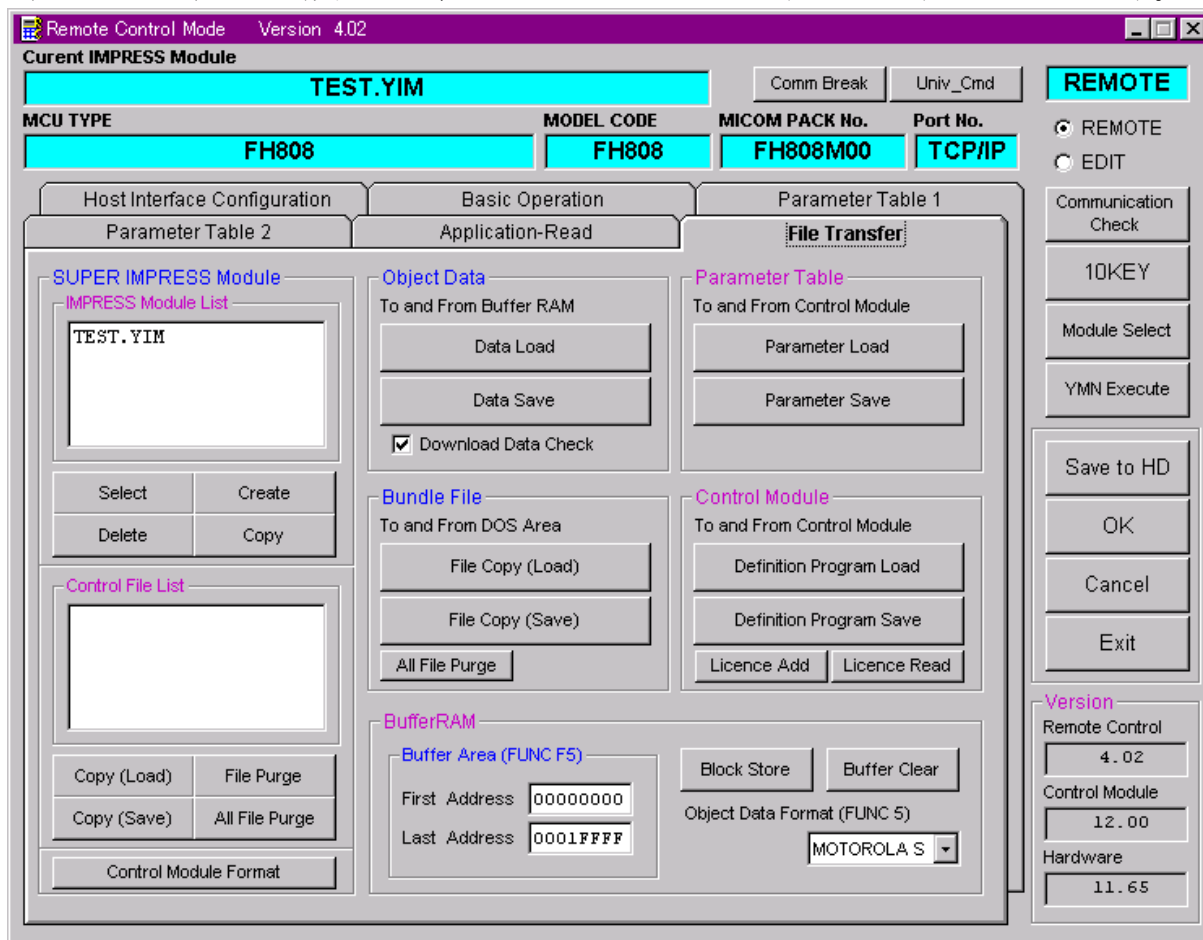 Remote Control Mode Version 4.02
Curent IMPRESS Module
TEST.YIM
Comm Break Univ_Cmd
REMOTE
MCU TYPE MODEL CODE MICOM PACK No. Port No.
FH808 FH808 FH808M00 TCP/IP
REMOTE
EDIT
Host Interface Configuration Basic Operation Parameter Table 1
Parameter Table 2 Application-Read File Transfer
SUPER IMPRESS Module
IMPRESS Module List
TEST.YIM
Select Create
Delete Copy
Control File List
Copy (Load) File Purge
Copy (Save) All File Purge
Control Module Format
Object Data
To and From Buffer RAM
Data Load
Data Save
Download Data Check
Parameter Table
To and From Control Module
Parameter Load
Parameter Save
Bundle File
To and From DOS Area
File Copy (Load)
File Copy (Save)
All File Purge
Control Module
To and From Control Module
Definition Program Load
Definition Program Save
Licence Add Licence Read
BufferRAM
Buffer Area (FUNC F5)
First Address 00000000
Last Address 0001FFFF
Block Store Buffer Clear
Object Data Format (FUNC 5)
MOTOROLA S
Communication
Check
10KEY
Module Select
YMN Execute
Save to HD
OK
Cancel
Exit
Version
Remote Control
4.02
Control Module
12.00
Hardware
11.65